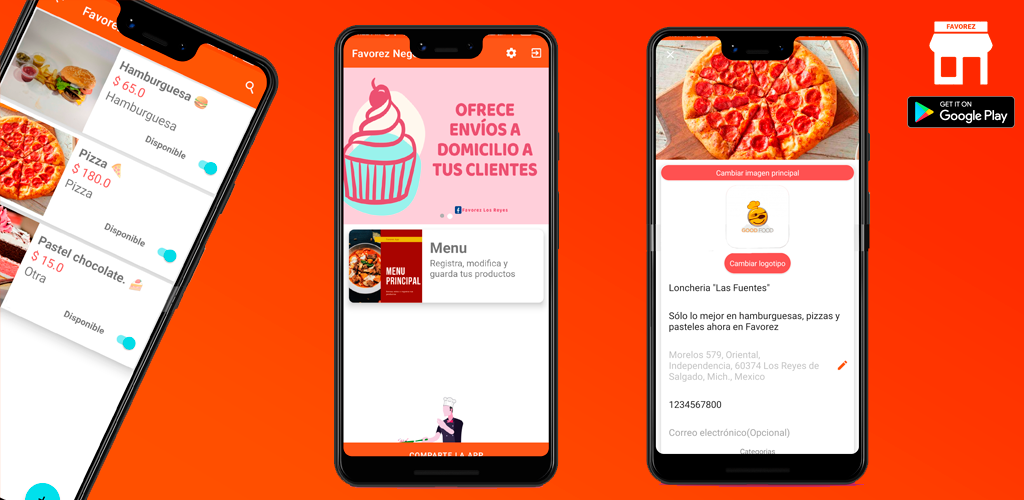 Favorez
Hamburguesa
$ 65.0
Hamburguesa
Disponible
Pizza
$ 180.0
Pizza
Disponible
Pastel chocolate.
$ 15.0
Otra
Disponible
Favorez Neg
OFRECE
ENVÍOS A
DOMICILIO A
TUS CLIENTES
Favorez Los Reyes
MENU
PRINCIPAL
Menu
Registra, modifica y
guarda tus productos
COMPARTE LA APP
Cambiar imagen principal
GOOD FOOD
Cambiar logotipo
Loncheria "Las Fuentes"
Sólo lo mejor en hamburguesas, pizzas y
pasteles ahora en Favorez
Morelos 579, Oriental,
Independencia, 60374 Los Reyes de
Salgado, Mich., Mexico
1234567800
Correo electrónico(Opcional)
Categorias
FAVOREZ
GET IT ON
Google Play